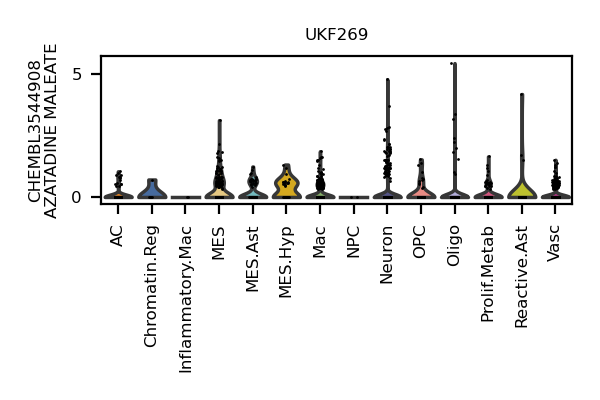 UKF269
CHEMBL3544908
AZATADINE MALEATE
5
0
AC
Chromatin.Reg
Inflammatory.Mac
MES
MES.Ast
MES.Hyp
Mac
NPC
Neuron
OPC
Oligo
Prolif.Metab
Reactive.Ast
Vasc